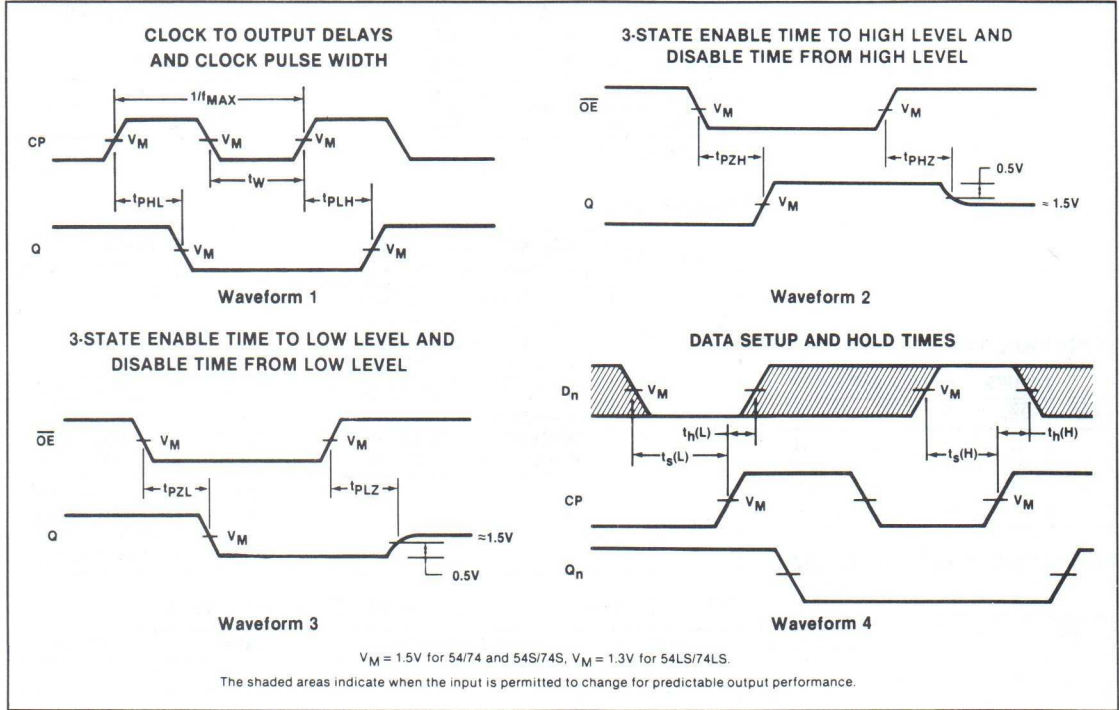 CLOCK TO OUTPUT DELAYS
AND CLOCK PULSE WIDTH
1/fMAX
CP
VM
VM
VM
tW
tPHL
tPLH
Q
VM
VM
Waveform 1
3-STATE ENABLE TIME TO HIGH LEVEL AND
DISABLE TIME FROM HIGH LEVEL
OE
VM
VM
tPZH
tPHZ
0.5V
Q
VM
≈ 1.5V
Waveform 2
3-STATE ENABLE TIME TO LOW LEVEL AND
DISABLE TIME FROM LOW LEVEL
OE
VM
VM
tPZL
tPLZ
Q
VM
≈1.5V
0.5V
Waveform 3
DATA SETUP AND HOLD TIMES
Dn
VM
VM
th(L)
th(H)
ts(L)
ts(H)
CP
VM
VM
Qn
Waveform 4
VM = 1.5V for 54/74 and 54S/74S, VM = 1.3V for 54LS/74LS.
The shaded areas indicate when the input is permitted to change for predictable output performance.